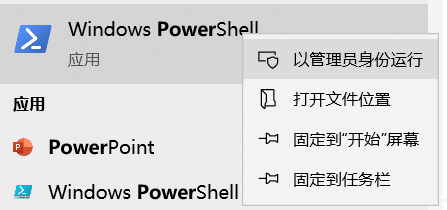 Windows PowerShell
应用
以管理员身份运行
打开文件位置
固定到“开始”屏幕
固定到任务栏
应用
PowerPoint
Windows PowerShell